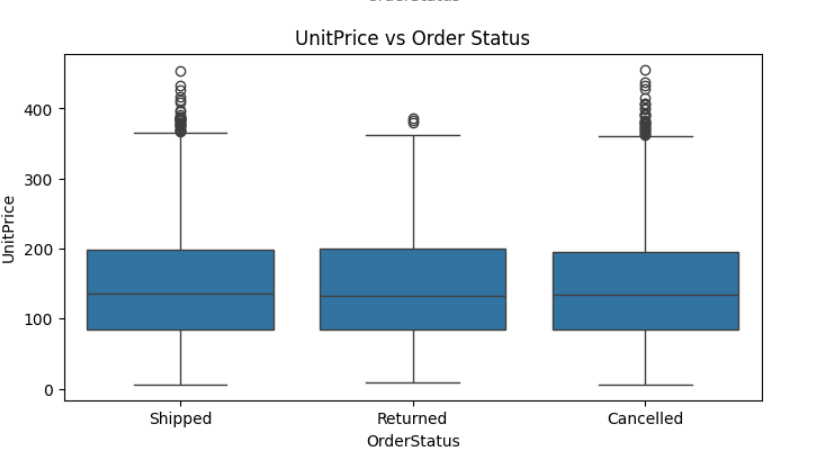 UnitPrice vs Order Status
400
300
200
100
0
UnitPrice
Shipped Returned Cancelled
OrderStatus